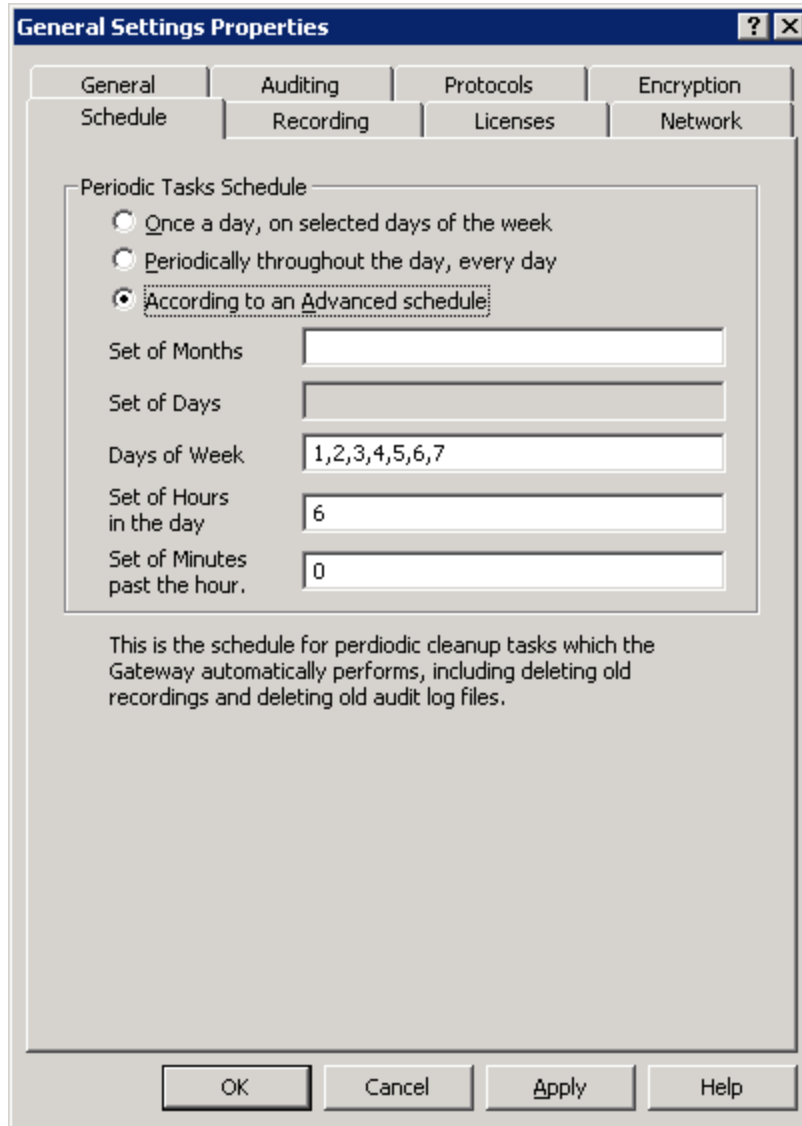 General Settings Properties
General Auditing Protocols Encryption
Schedule Recording Licenses Network
Periodic Tasks Schedule
Once a day, on selected days of the week
Periodically throughout the day, every day
According to an Advanced schedule
Set of Months
Set of Days
Days of Week 1,2,3,4,5,6,7
Set of Hours
in the day 6
Set of Minutes
past the hour. 0
This is the schedule for perdiodic cleanup tasks which the
Gateway automatically performs, including deleting old
recordings and deleting old audit log files.
OK Cancel Apply Help